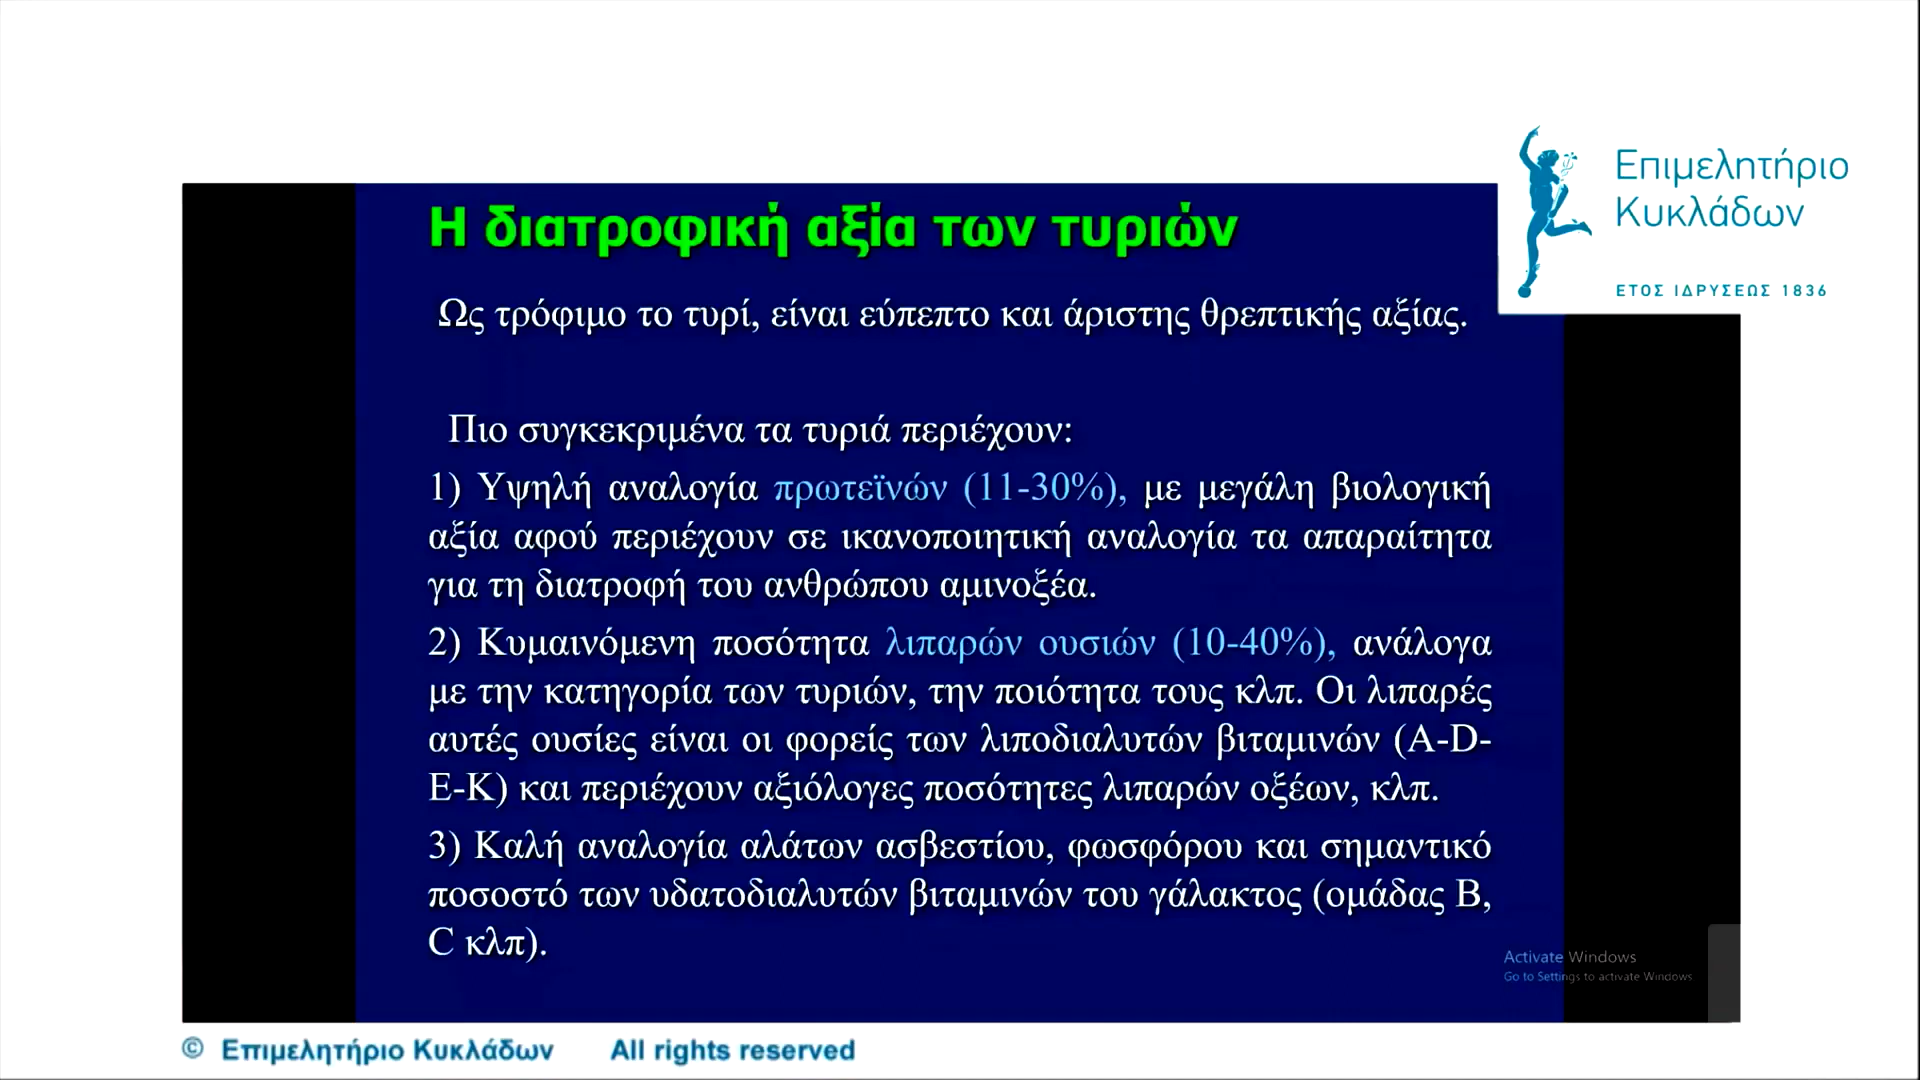 Επιμελητήριο
Κυκλάδων
ΕΤΟΣ ΙΔΡΥΣΕΩΣ 1836
Η διατροφική αξία των τυριών
Ως τρόφιμο το τυρί, είναι εύπεπτο και άριστης θρεπτικής αξίας.
Πιο συγκεκριμένα τα τυριά περιέχουν:
1) Υψηλή αναλογία πρωτεϊνών (11-30%), με μεγάλη βιολογική
αξία αφού περιέχουν σε ικανοποιητική αναλογία τα απαραίτητα
για τη διατροφή του ανθρώπου αμινοξέα.
2) Κυμαινόμενη ποσότητα λιπαρών ουσιών (10-40%), ανάλογα
με την κατηγορία των τυριών, την ποιότητα τους κλπ. Οι λιπαρές
αυτές ουσίες είναι οι φορείς των λιποδιαλυτών βιταμινών (A-D-
E-K) και περιέχουν αξιόλογες ποσότητες λιπαρών οξέων, κλπ.
3) Καλή αναλογία αλάτων ασβεστίου, φωσφόρου και σημαντικό
ποσοστό των υδατοδιαλυτών βιταμινών του γάλακτος (ομάδας B,
C κλπ).
Activate Windows
Go to Settings to activate Windows
© Επιμελητήριο Κυκλάδων All rights reserved